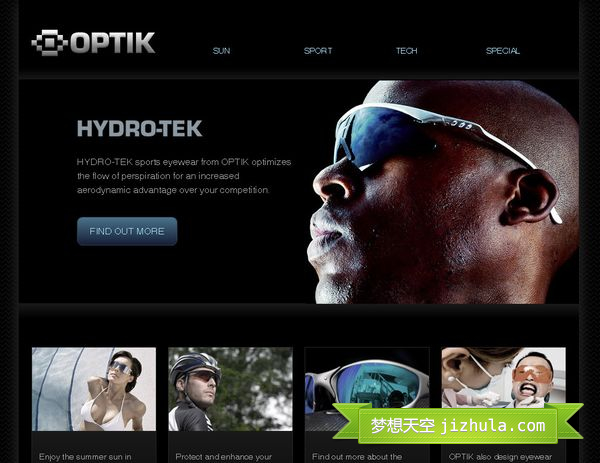 OPTIK
SUN
SPORT
TECH
SPECIAL
HYDRO-TEK
HYDRO-TEK sports eyewear from OPTIK optimizes
the flow of perspiration for an increased
aerodynamic advantage over your competition.
FIND OUT MORE
Enjoy the summer sun in
Protect and enhance your
Find out more about the
OPTIK also design eyewear
梦想天空 jizhula.com